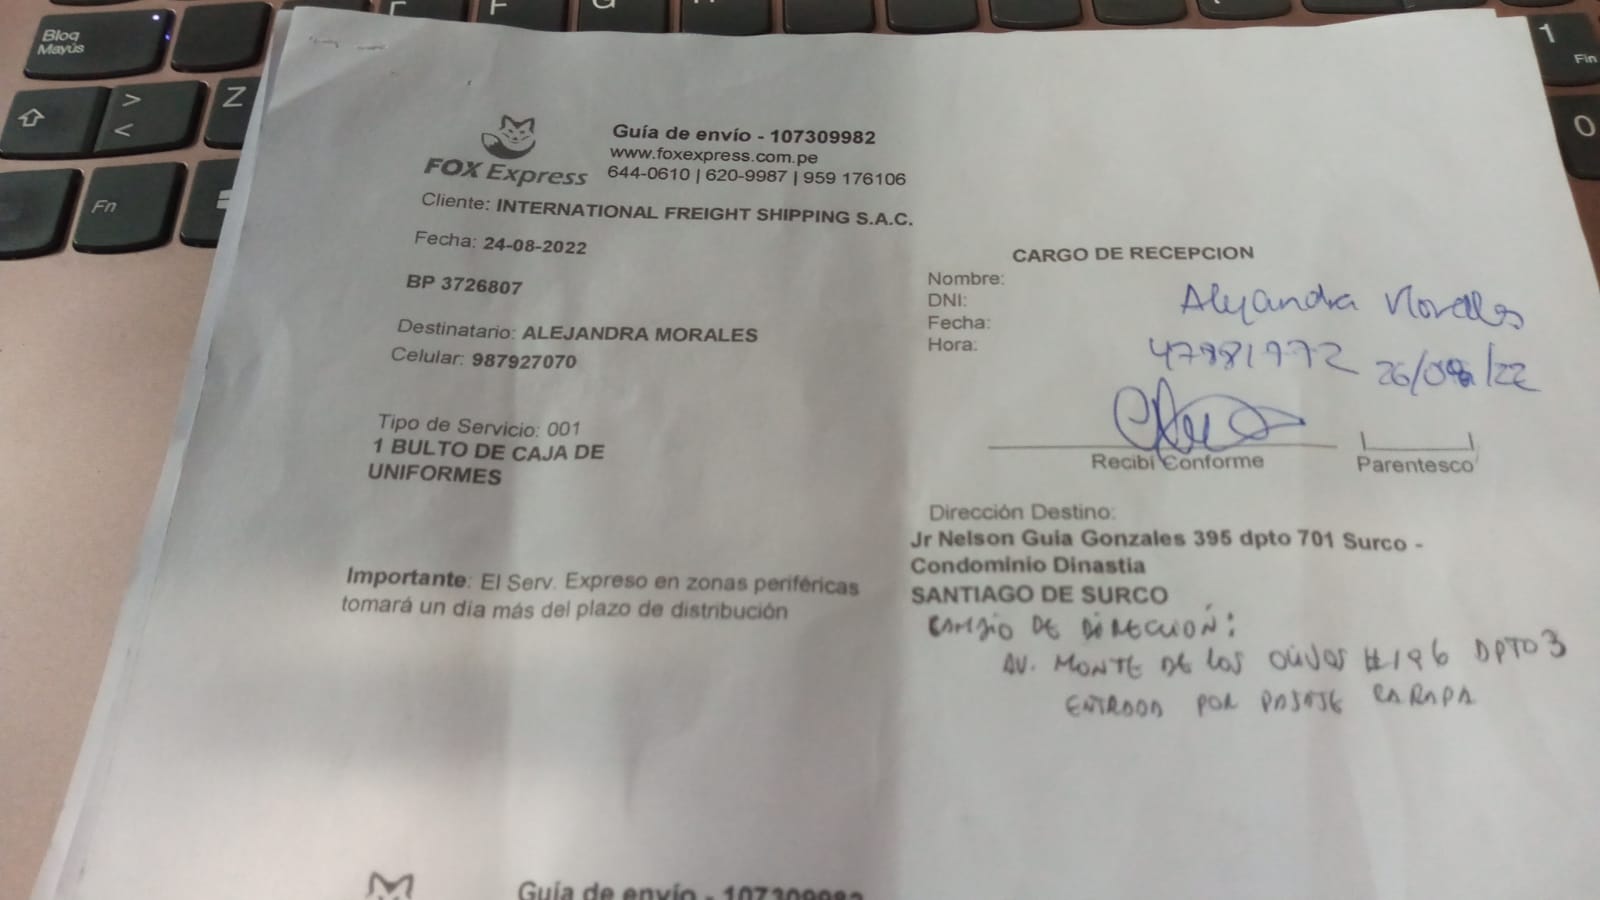 Bloq
Mayús
F
G
1
Fin
>
<
Z
0
Fn
FOX Express
Guía de envío - 107309982
www.foxexpress.com.pe
644-0610 | 620-9987 | 959 176106
Cliente: INTERNATIONAL FREIGHT SHIPPING S.A.C.
Fecha: 24-08-2022
BP 3726807
Destinatario: ALEJANDRA MORALES
Celular: 987927070
Tipo de Servicio: 001
1 BULTO DE CAJA DE
UNIFORMES
Importante: El Serv. Expreso en zonas periféricas
tomará un día más del plazo de distribución
CARGO DE RECEPCION
Nombre:
DNI:
Fecha:
Hora:
Alejandra Morales
47981972 26/08/22
Recibí Conforme
Parentesco
Dirección Destino:
Jr Nelson Guia Gonzales 395 dpto 701 Surco -
Condominio Dinastia
SANTIAGO DE SURCO
CAMBIO DE DIRECCION:
AV. MONTE DE LOS OLIVOS #196 DPTO 3
ENTRADA POR PASAJE
Guía de envío - 107309982